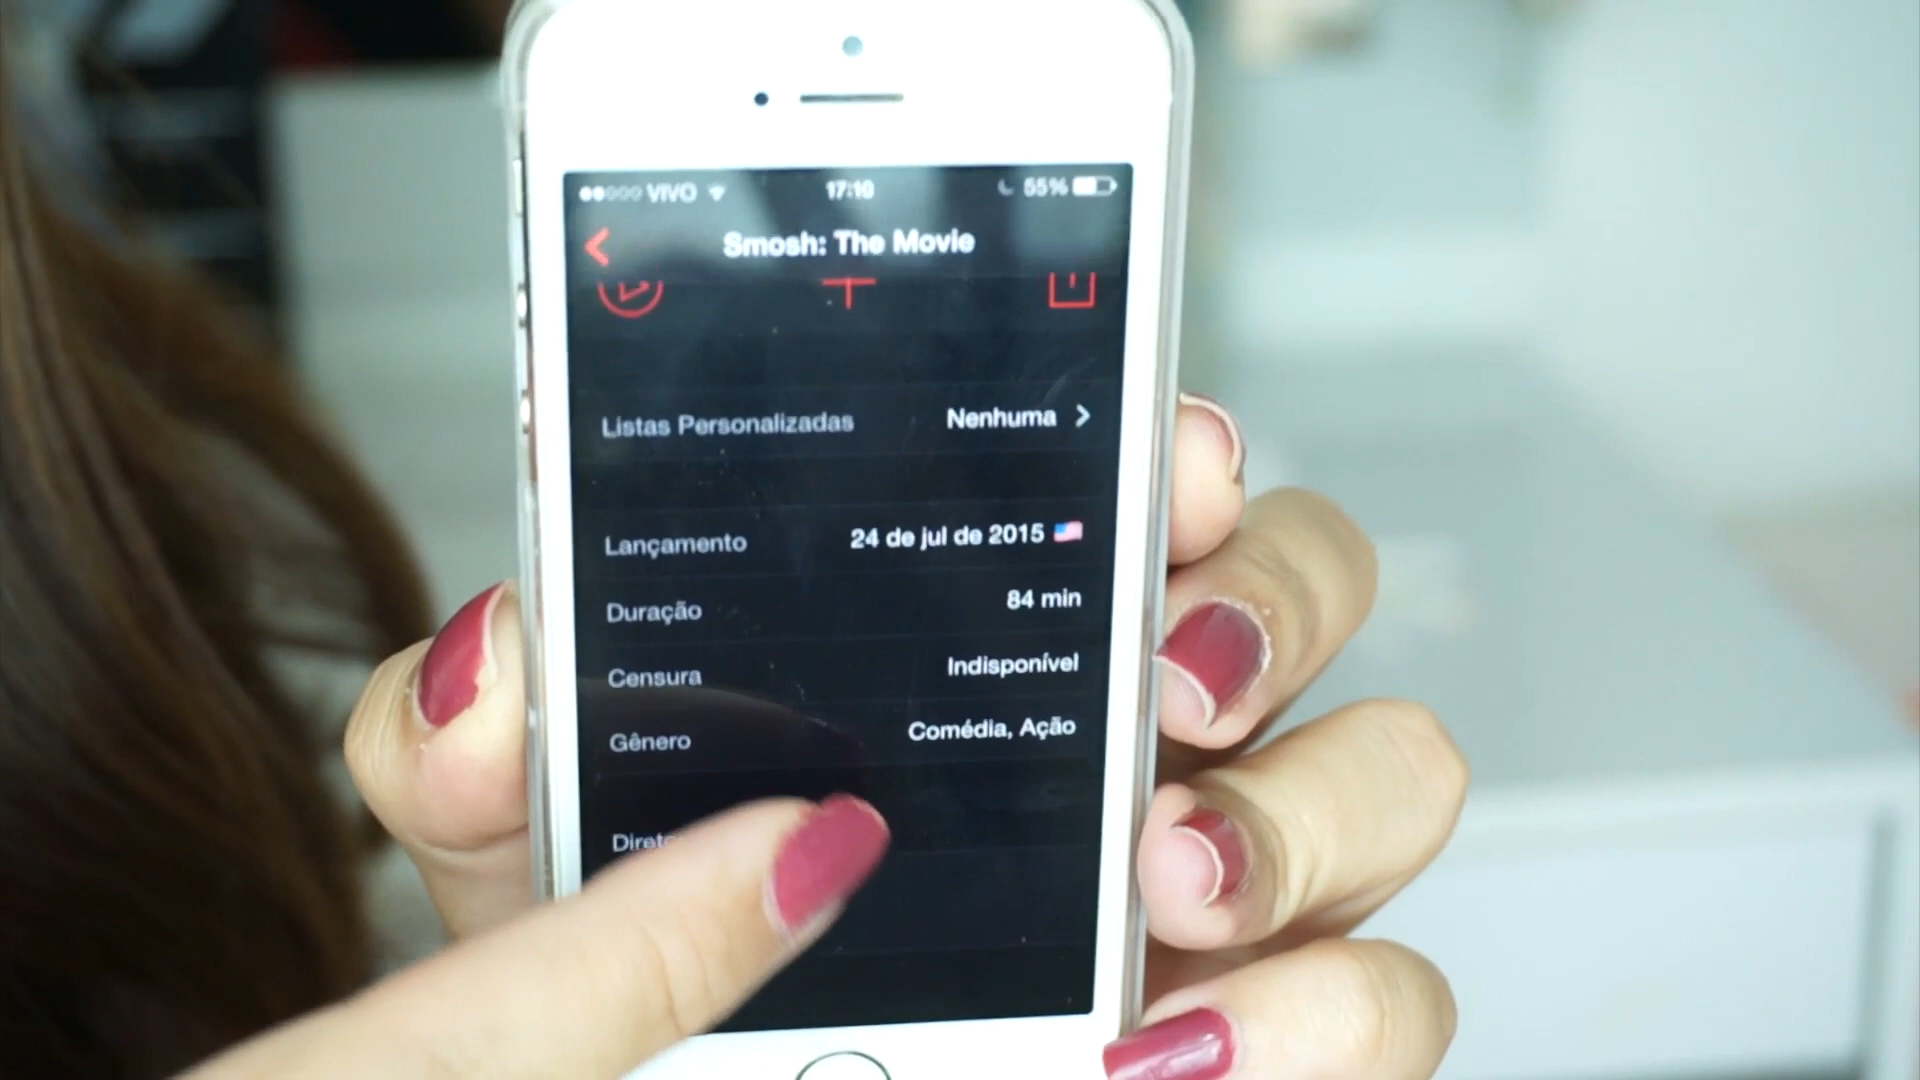 VIVO 17:10 55%
Smosh: The Movie
Listas Personalizadas Nenhuma
Lançamento 24 de jul de 2015
Duração 84 min
Censura Indisponível
Gênero Comédia, Ação